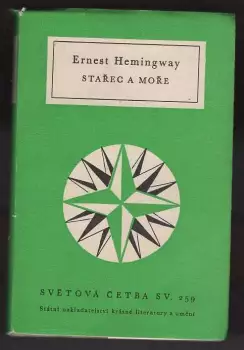 Ernest Hemingway
STAŘEC A MOŘE
SVĚTOVÁ ČETBA SV. 259
Státní nakladatelství krásné literatury a umění